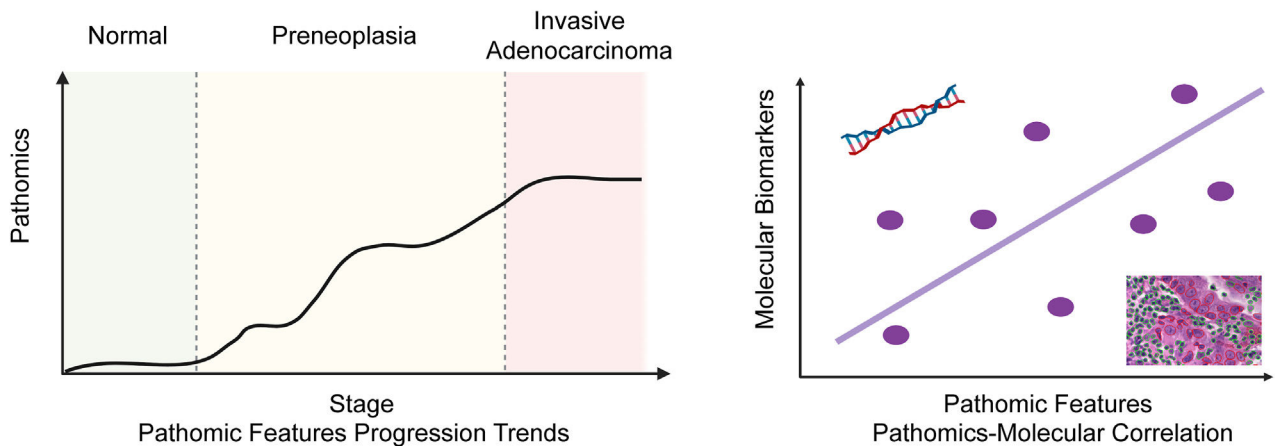 Normal
Preneoplasia
Invasive
Adenocarcinoma
Pathomics
Stage
Pathomic Features Progression Trends
Molecular Biomarkers
Pathomic Features
Pathomics-Molecular Correlation